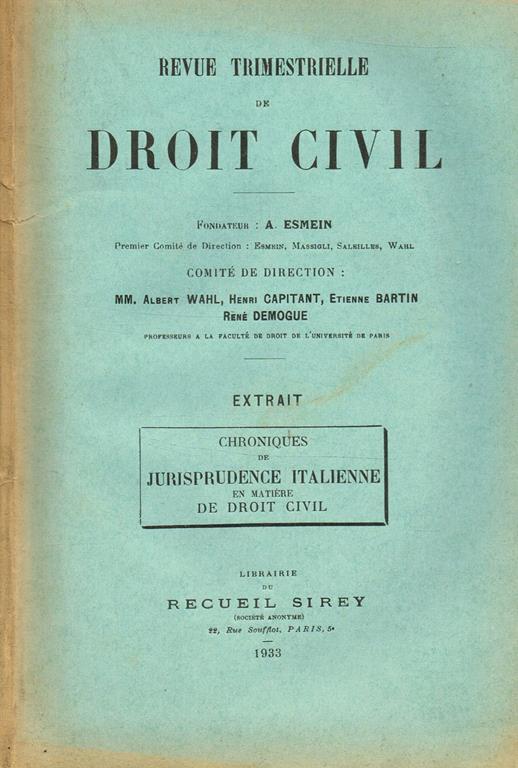 REVUE TRIMESTRIELLE
DE
DROIT CIVIL
FONDATEUR : A. ESMEIN
Premier Comité de Direction : ESMEIN, MASSIGLI, SALEILLES, WAHL
COMITÉ DE DIRECTION :
MM. ALBERT WAHL, HENRI CAPITANT, ETIENNE BARTIN
RENÉ DEMOGUE
PROFESSEURS A LA FACULTÉ DE DROIT DE L'UNIVERSITÉ DE PARIS
EXTRAIT
CHRONIQUES
DE
JURISPRUDENCE ITALIENNE
EN MATIÈRE
DE DROIT CIVIL
LIBRAIRIE
DU
RECUEIL SIREY
(SOCIÉTÉ ANONYME)
22, Rue Soufflot, PARIS, 5e
1933